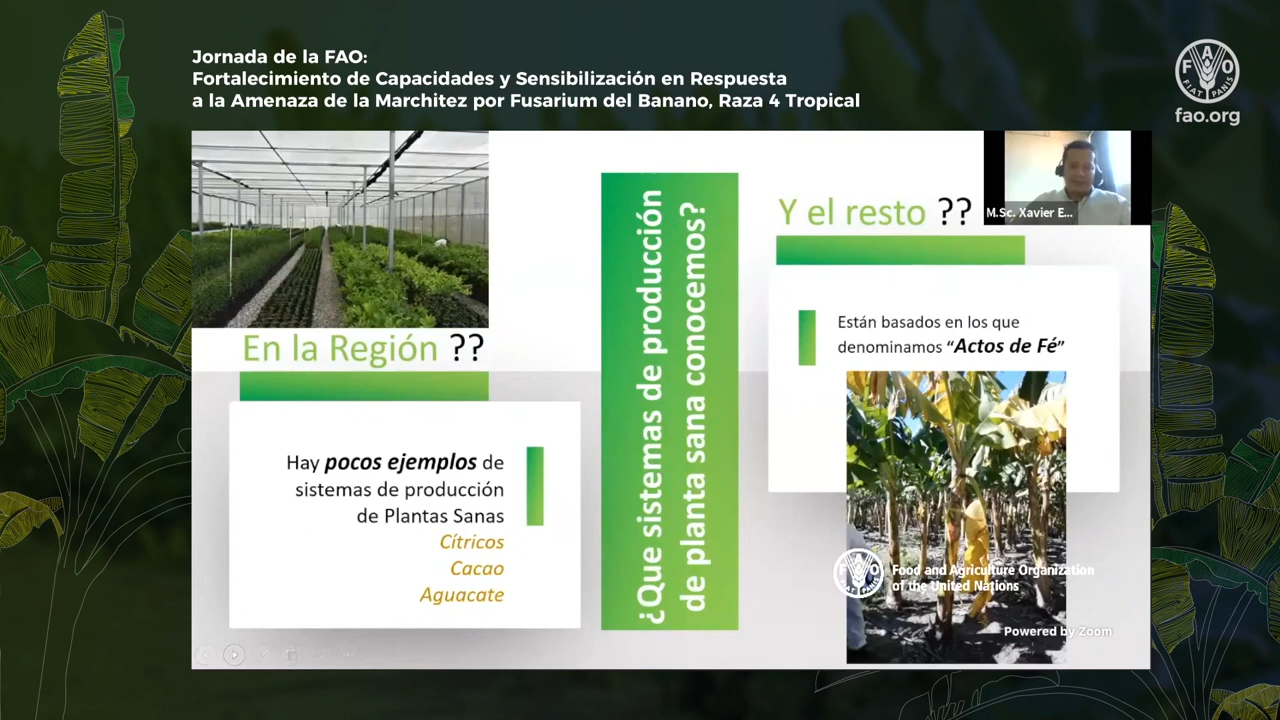 Jornada de la FAO:
Fortalecimiento de Capacidades y Sensibilización en Respuesta
a la Amenaza de la Marchitez por Fusarium del Banano, Raza 4 Tropical
F A O
FIAT PANIS
fao.org
M.Sc. Xavier E...
En la Región ??
Hay pocos ejemplos de
sistemas de producción
de Plantas Sanas
Cítricos
Cacao
Aguacate
¿Que sistemas de producción
de planta sana conocemos?
Y el resto ??
Están basados en los que
denominamos “Actos de Fé”
F A O
FIAT PANIS
Food and Agriculture Organization
of the United Nations
Powered by Zoom